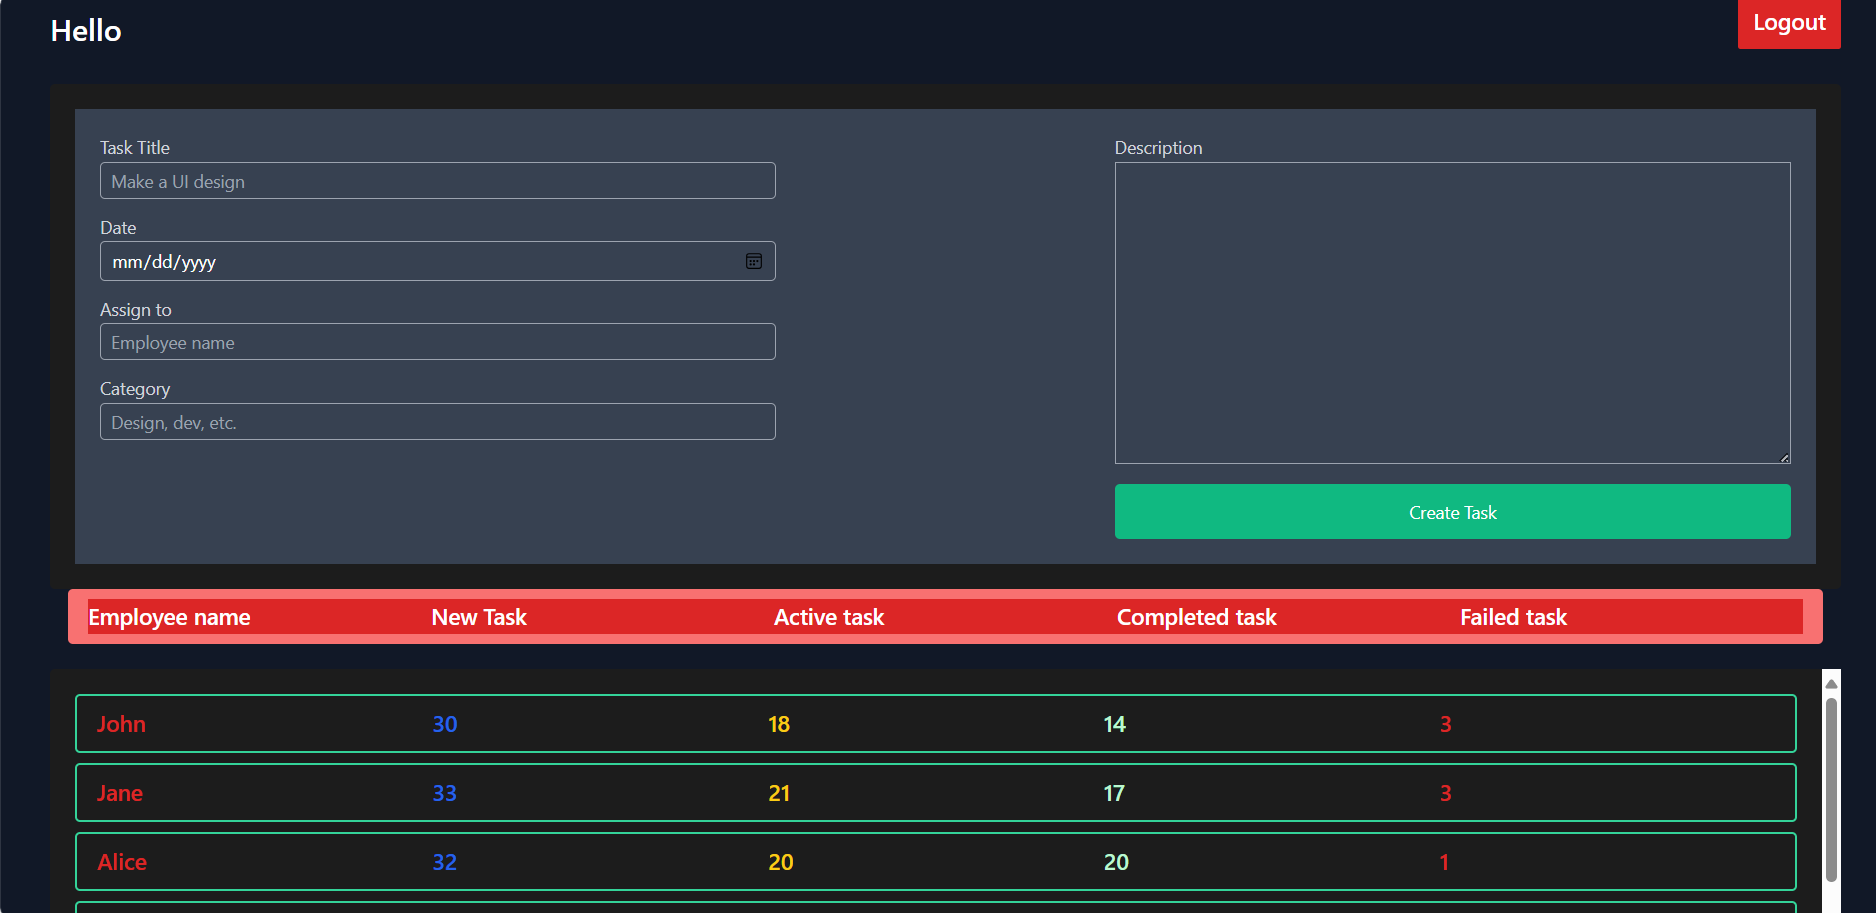 Hello
Logout
Task Title
Make a UI design
Date
mm/dd/yyyy
Assign to
Employee name
Category
Design, dev, etc.
Description
Create Task
Employee name New Task Active task Completed task Failed task
John 30 18 14 3
Jane 33 21 17 3
Alice 32 20 20 1